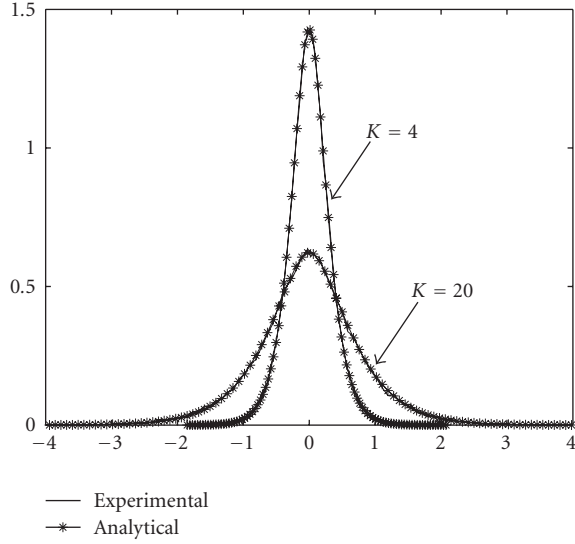 1.5
1
0.5
0
K = 4
K = 20
−4 −3 −2 −1 0 1 2 3 4
Experimental
Analytical